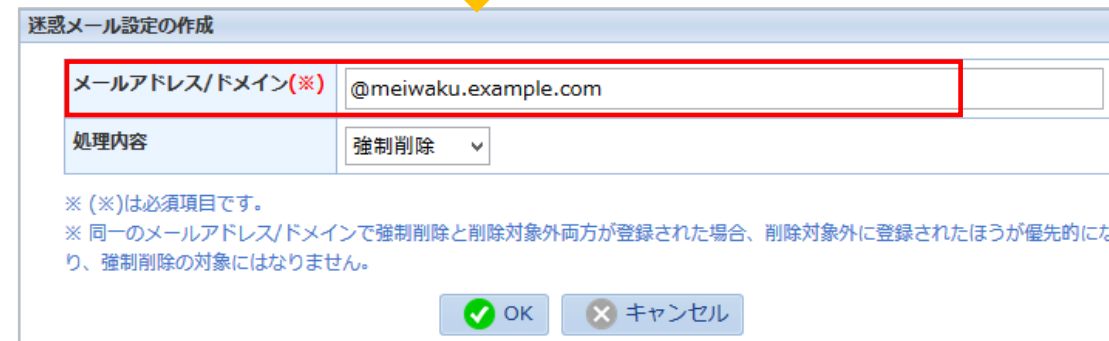 迷惑メール設定の作成
メールアドレス/ドメイン(※) @meiwaku.example.com
処理内容 強制削除
※ (※)は必須項目です。
※ 同一のメールアドレス/ドメインで強制削除と削除対象外両方が登録された場合、削除対象外に登録されたほうが優先的にな
り、強制削除の対象にはなりません。
OK キャンセル